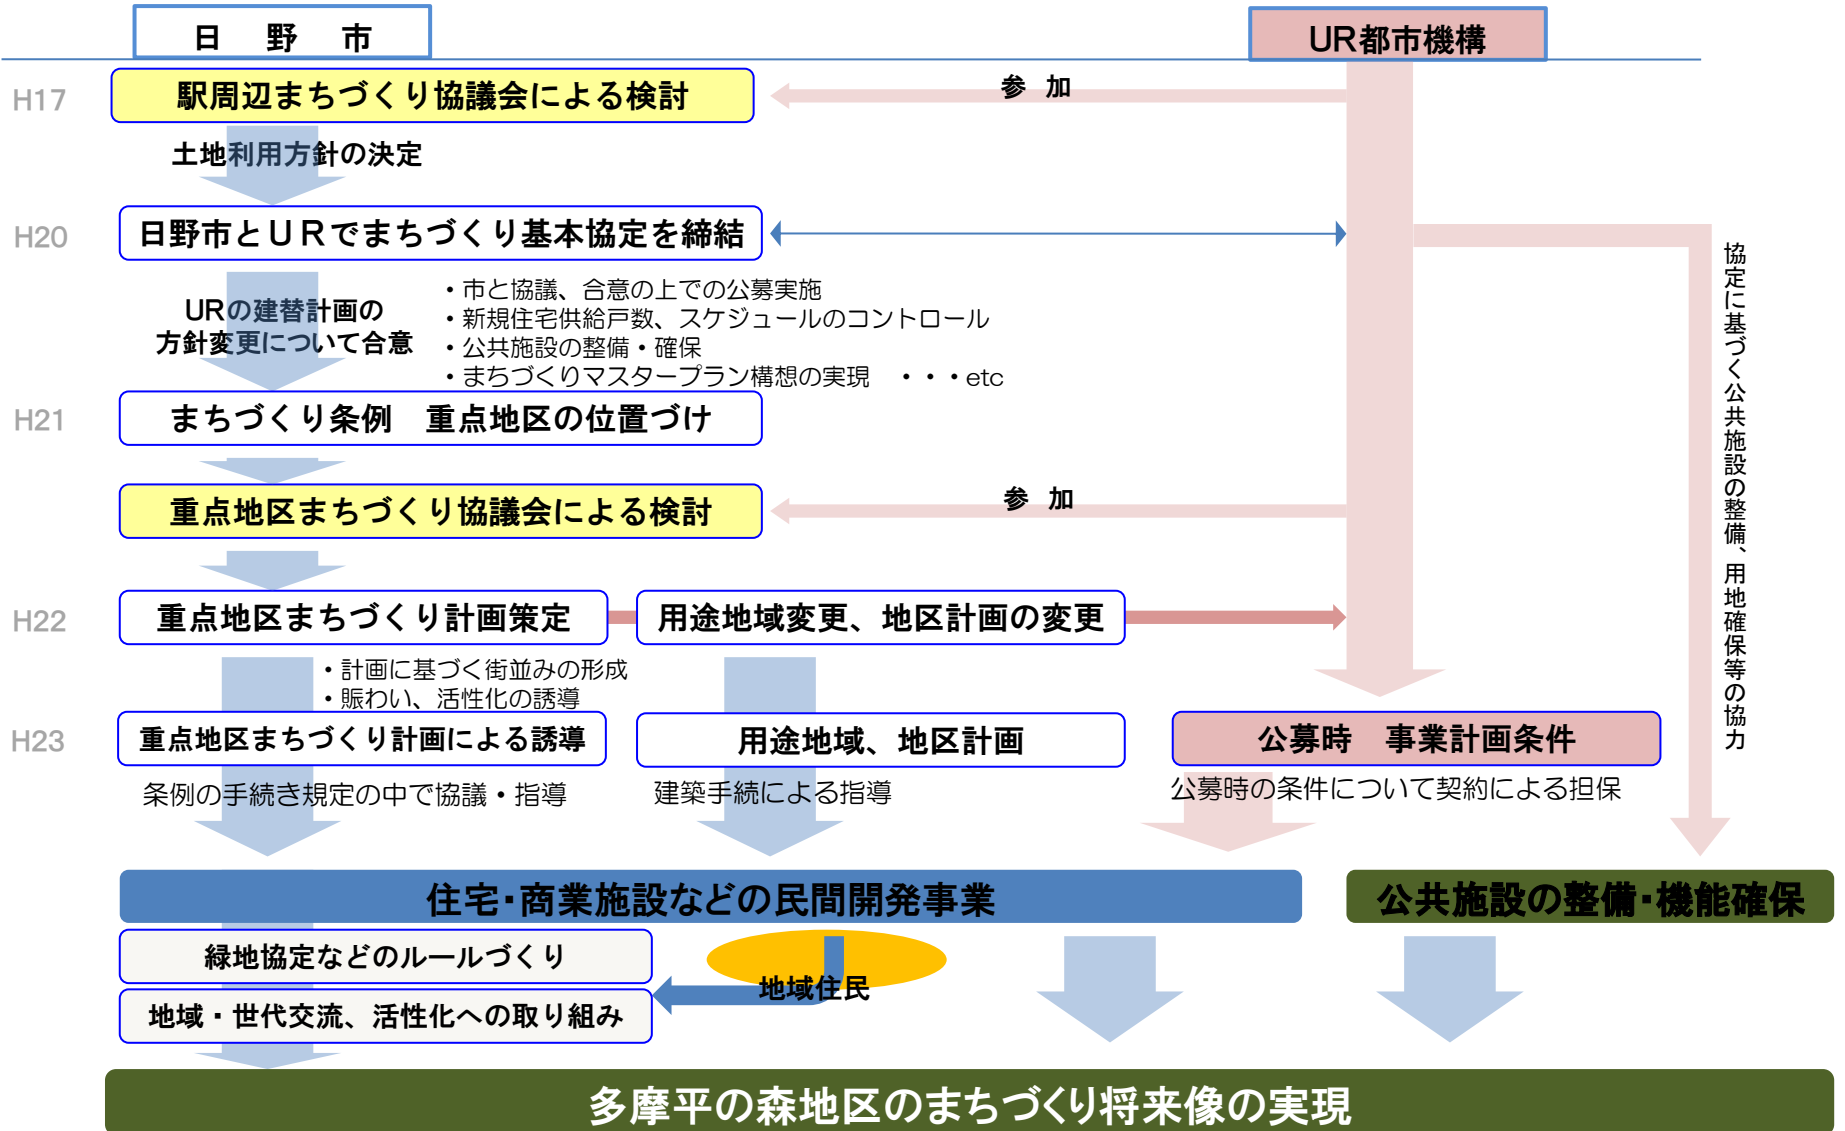 日 野 市
UR都市機構
H17
駅周辺まちづくり協議会による検討
参 加
土地利用方針の決定
H20
日野市とURでまちづくり基本協定を締結
URの建替計画の
方針変更について合意
・市と協議、合意の上での公募実施
・新規住宅供給戸数、スケジュールのコントロール
・公共施設の整備・確保
・まちづくりマスタープラン構想の実現 ・・・etc
協定に基づく公共施設の整備、用地確保等の協力
H21
まちづくり条例 重点地区の位置づけ
重点地区まちづくり協議会による検討
参 加
H22
重点地区まちづくり計画策定
用途地域変更、地区計画の変更
・計画に基づく街並みの形成
・賑わい、活性化の誘導
H23
重点地区まちづくり計画による誘導
用途地域、地区計画
公募時 事業計画条件
条例の手続き規定の中で協議・指導
建築手続による指導
公募時の条件について契約による担保
住宅・商業施設などの民間開発事業
公共施設の整備・機能確保
緑地協定などのルールづくり
地域住民
地域・世代交流、活性化への取り組み
多摩平の森地区のまちづくり将来像の実現